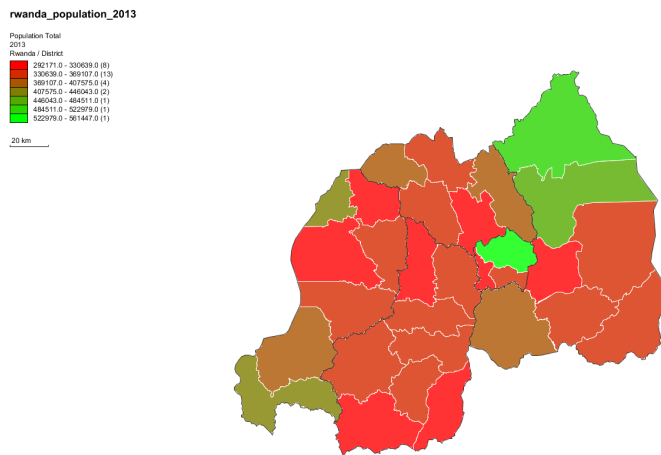 rwanda_population_2013
Population Total
2013
Rwanda / District
292171.0 - 330639.0 (8)
330639.0 - 369107.0 (13)
369107.0 - 407575.0 (4)
407575.0 - 446043.0 (2)
446043.0 - 484511.0 (1)
484511.0 - 522979.0 (1)
522979.0 - 561447.0 (1)
20 km